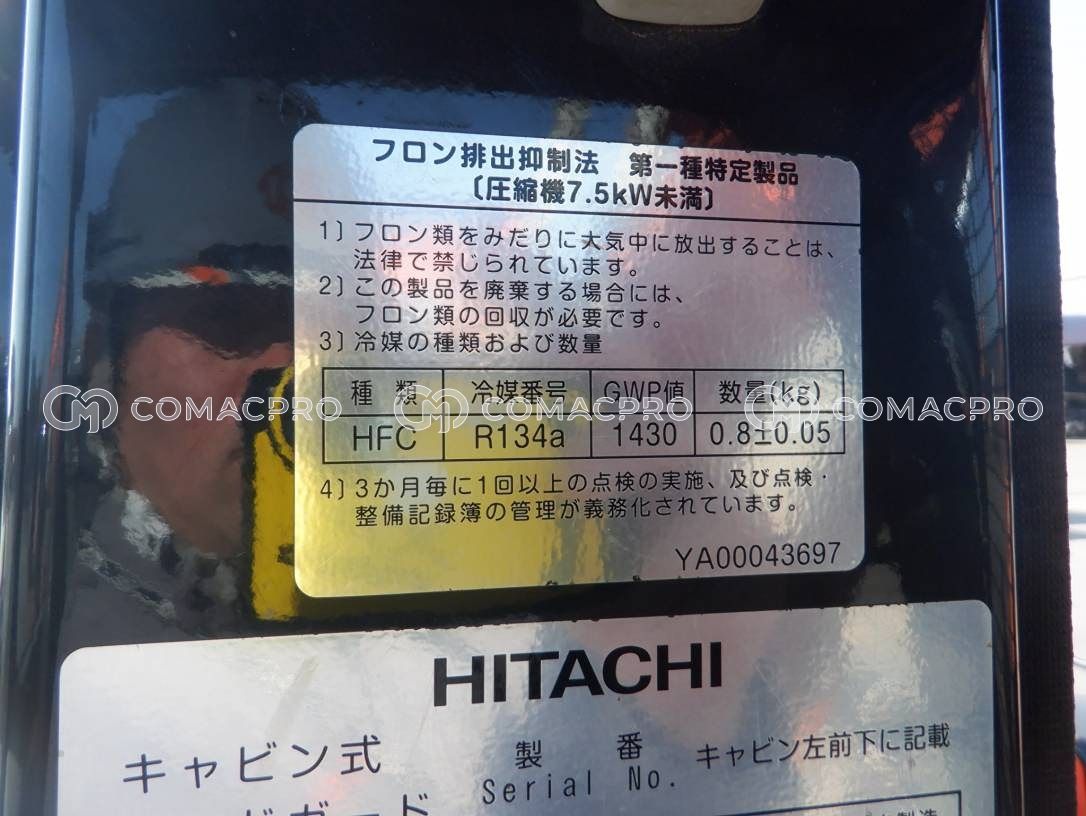 フロン排出抑制法 第一種特定製品
〔圧縮機7.5kW未満〕
1〕フロン類をみだりに大気中に放出することは、
法律で禁じられています。
2〕この製品を廃棄する場合には、
フロン類の回収が必要です。
3〕冷媒の種類および数量
種類 冷媒番号 GWP値 数量(kg)
COMACPRO COMACPRO COMACPRO
HFC R134a 1430 0.8±0.05
4〕3か月毎に1回以上の点検の実施、及び点検・
整備記録簿の管理が義務化されています。
YA00043697
HITACHI
キャビン式 製番 キャビン左前下に記載
Serial No.
ドガード
製造